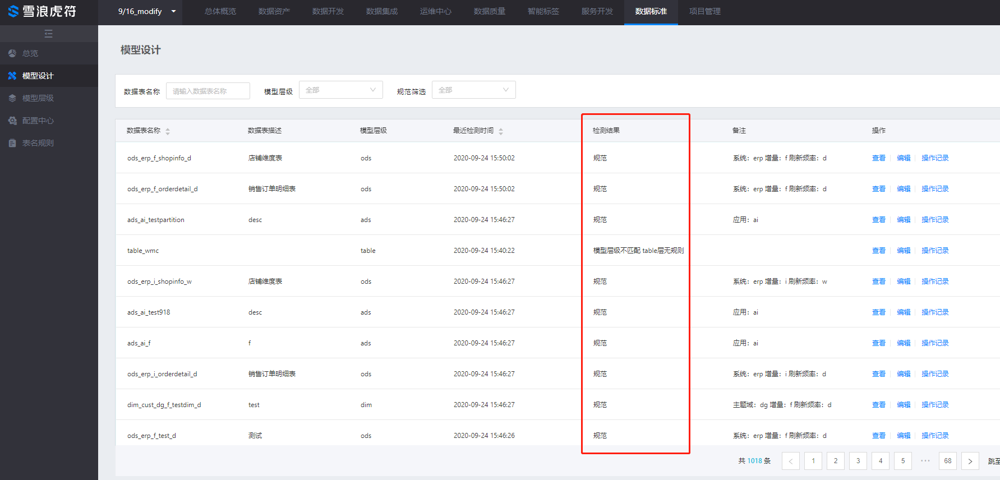 雪浪虎符 9/16_modify 总体概览 数据资产 数据开发 数据集成 运维中心 数据质量 智能标签 服务开发 数据标准 项目管理
总览
模型设计
模型层级
配置中心
表名规则
模型设计
数据表名称 请输入数据表名称 模型层级 全部 规范筛选 全部
数据表名称 数据表描述 模型层级 最近检测时间 检测结果 备注 操作
ods_erp_f_shopinfo_d 店铺维度表 ods 2020-09-24 15:50:02 规范 系统：erp 增量：f 刷新频率：d 查看 编辑 操作记录
ods_erp_f_orderdetail_d 销售订单明细表 ods 2020-09-24 15:50:02 规范 系统：erp 增量：f 刷新频率：d 查看 编辑 操作记录
ads_ai_testpartition desc ads 2020-09-24 15:46:27 规范 应用：ai 查看 编辑 操作记录
table_wmc table 2020-09-24 15:40:22 模型层级不匹配 table层无规则 查看 编辑 操作记录
ods_erp_i_shopinfo_w 店铺维度表 ods 2020-09-24 15:46:27 规范 系统：erp 增量：i 刷新频率：w 查看 编辑 操作记录
ads_ai_test918 desc ads 2020-09-24 15:46:27 规范 应用：ai 查看 编辑 操作记录
ads_ai_f f ads 2020-09-24 15:46:27 规范 应用：ai 查看 编辑 操作记录
ods_erp_i_orderdetail_d 销售订单明细表 ods 2020-09-24 15:46:27 规范 系统：erp 增量：i 刷新频率：d 查看 编辑 操作记录
dim_cust_dg_f_testdim_d test dim 2020-09-24 15:46:27 规范 主题域：dg 增量：f 刷新频率：d 查看 编辑 操作记录
ods_erp_f_test_d 测试 ods 2020-09-24 15:46:26 规范 系统：erp 增量：f 刷新频率：d 查看 编辑 操作记录
共 1018 条 < 1 2 3 4 5 ••• 68 > 跳至